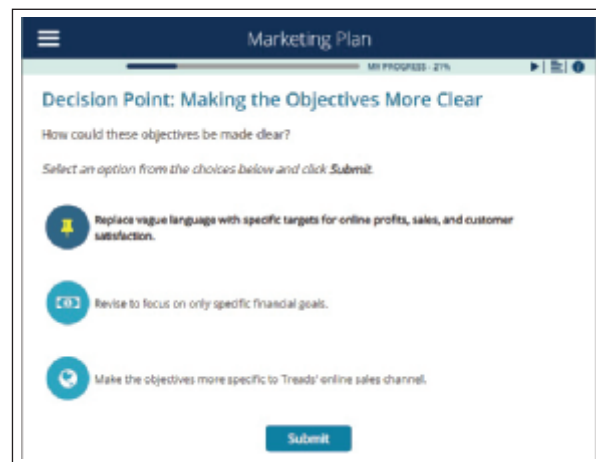 Marketing Plan
MY PROGRESS - 21%
Decision Point: Making the Objectives More Clear
How could these objectives be made clear?
Select an option from the choices below and click Submit.
Replace vague language with specific targets for online profits, sales, and customer
satisfaction.
Revise to focus on only specific financial goals.
Make the objectives more specific to Treads' online sales channel.
Submit